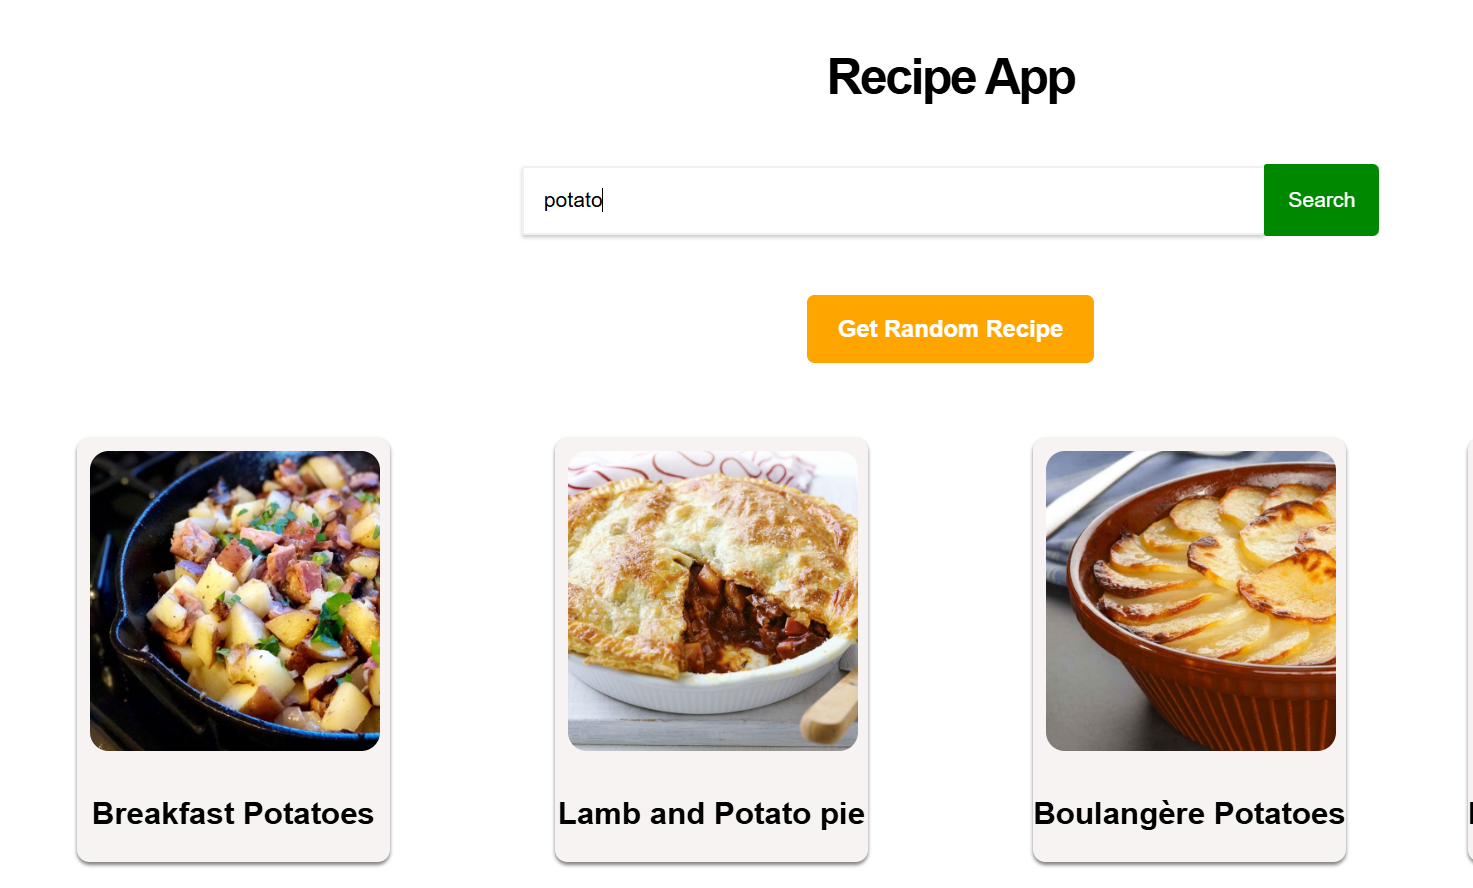 Recipe App
potato
Search
Get Random Recipe
Breakfast Potatoes
Lamb and Potato pie
Boulangère Potatoes